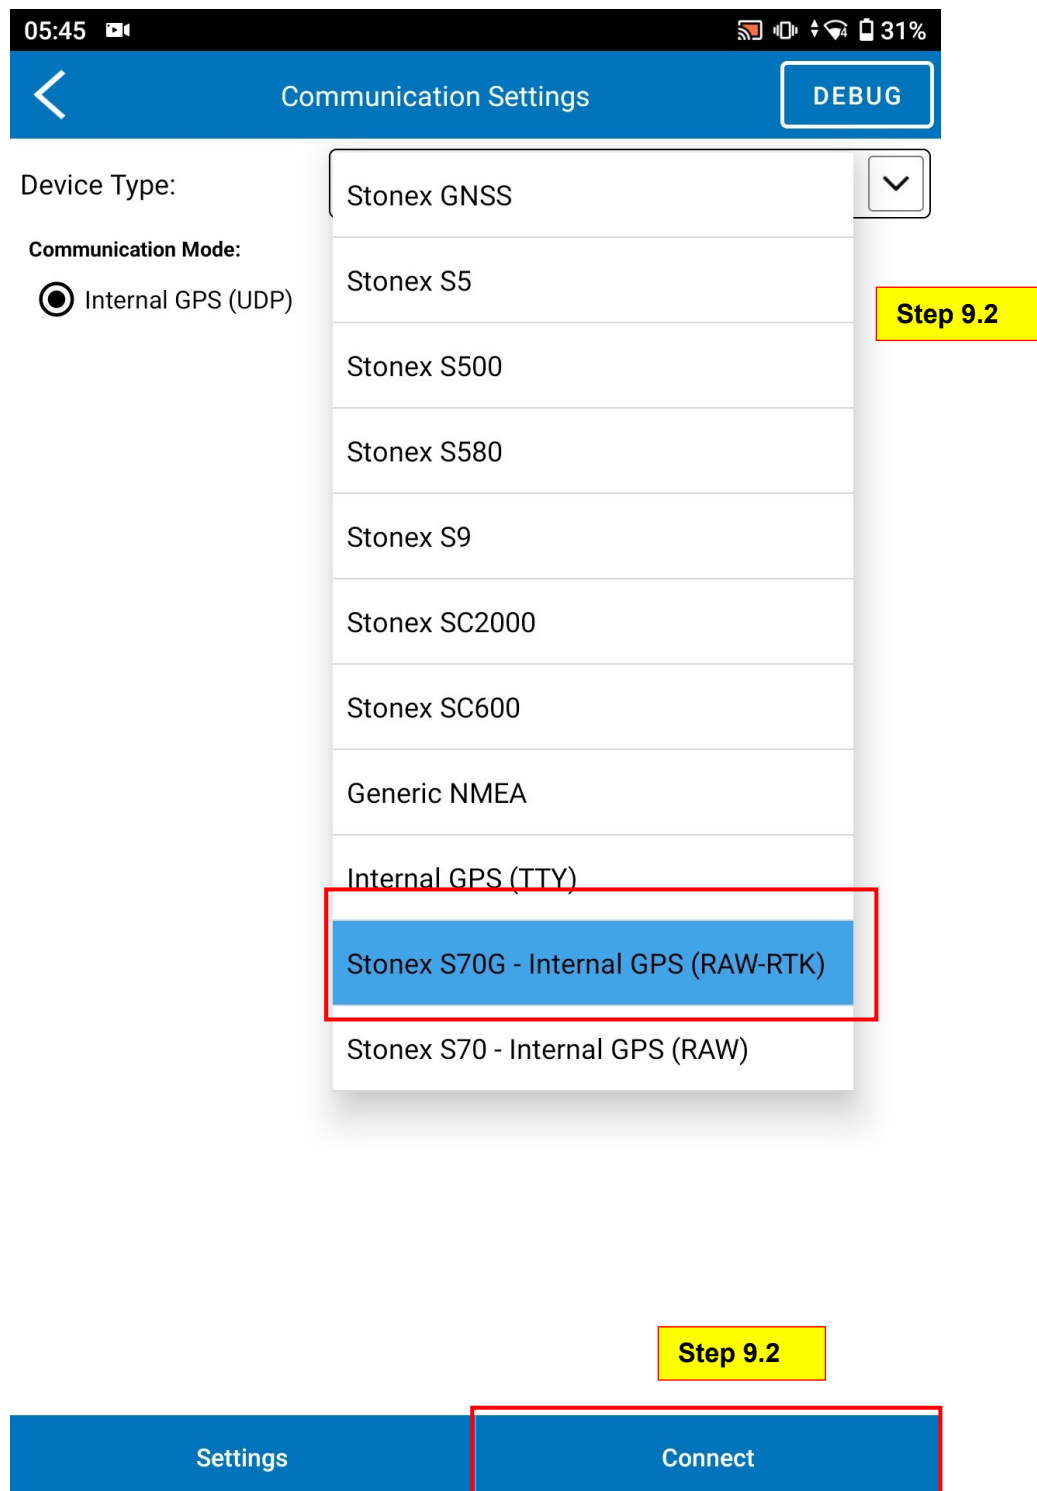 05:45
31%
Communication Settings
DEBUG
Device Type:
Stonex GNSS
Communication Mode:
Internal GPS (UDP)
Stonex S5
Step 9.2
Stonex S500
Stonex S580
Stonex S9
Stonex SC2000
Stonex SC600
Generic NMEA
Internal GPS (TTY)
Stonex S70G - Internal GPS (RAW-RTK)
Stonex S70 - Internal GPS (RAW)
Step 9.2
Settings
Connect